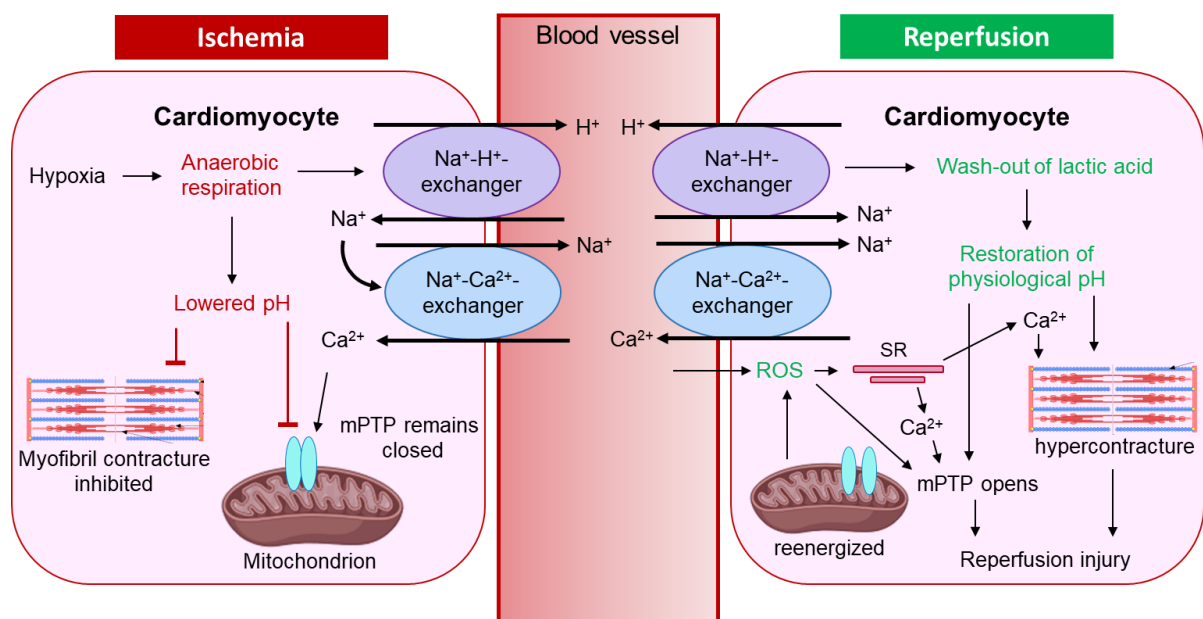 Ischemia
Blood vessel
Reperfusion
Cardiomyocyte
Hypoxia
Anaerobic
respiration
Na⁺-H⁺-
exchanger
H⁺
Na⁺
Na⁺
Na⁺-Ca²⁺-
exchanger
Lowered pH
Ca²⁺
mPTP remains
closed
Myofibril contracture
inhibited
Mitochondrion
Cardiomyocyte
H⁺
Na⁺-H⁺-
exchanger
Wash-out of lactic acid
Na⁺
Na⁺
Na⁺-Ca²⁺-
exchanger
Restoration of
physiological pH
Ca²⁺
Ca²⁺
ROS
SR
Ca²⁺
hypercontracture
mPTP opens
reenergized
Reperfusion injury